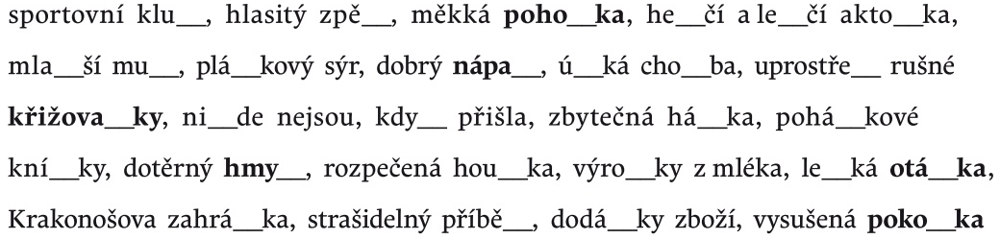 sportovní klu__, hlasitý zpě__, měkká poho__ka, he__čí a le__čí akto__ka,
mla__ší mu__, plá__kový sýr, dobrý nápa__, ú__ká cho__ba, uprostře__ rušné
křižova__ky, ni__de nejsou, kdy__ přišla, zbytečná há__ka, pohá__kové
kní__ky, dotěrný hmy__, rozpečená hou__ka, výro__ky z mléka, le__ká otá__ka,
Krakonošova zahrá__ka, strašidelný příbě__, dodá__ky zboží, vysušená poko__ka